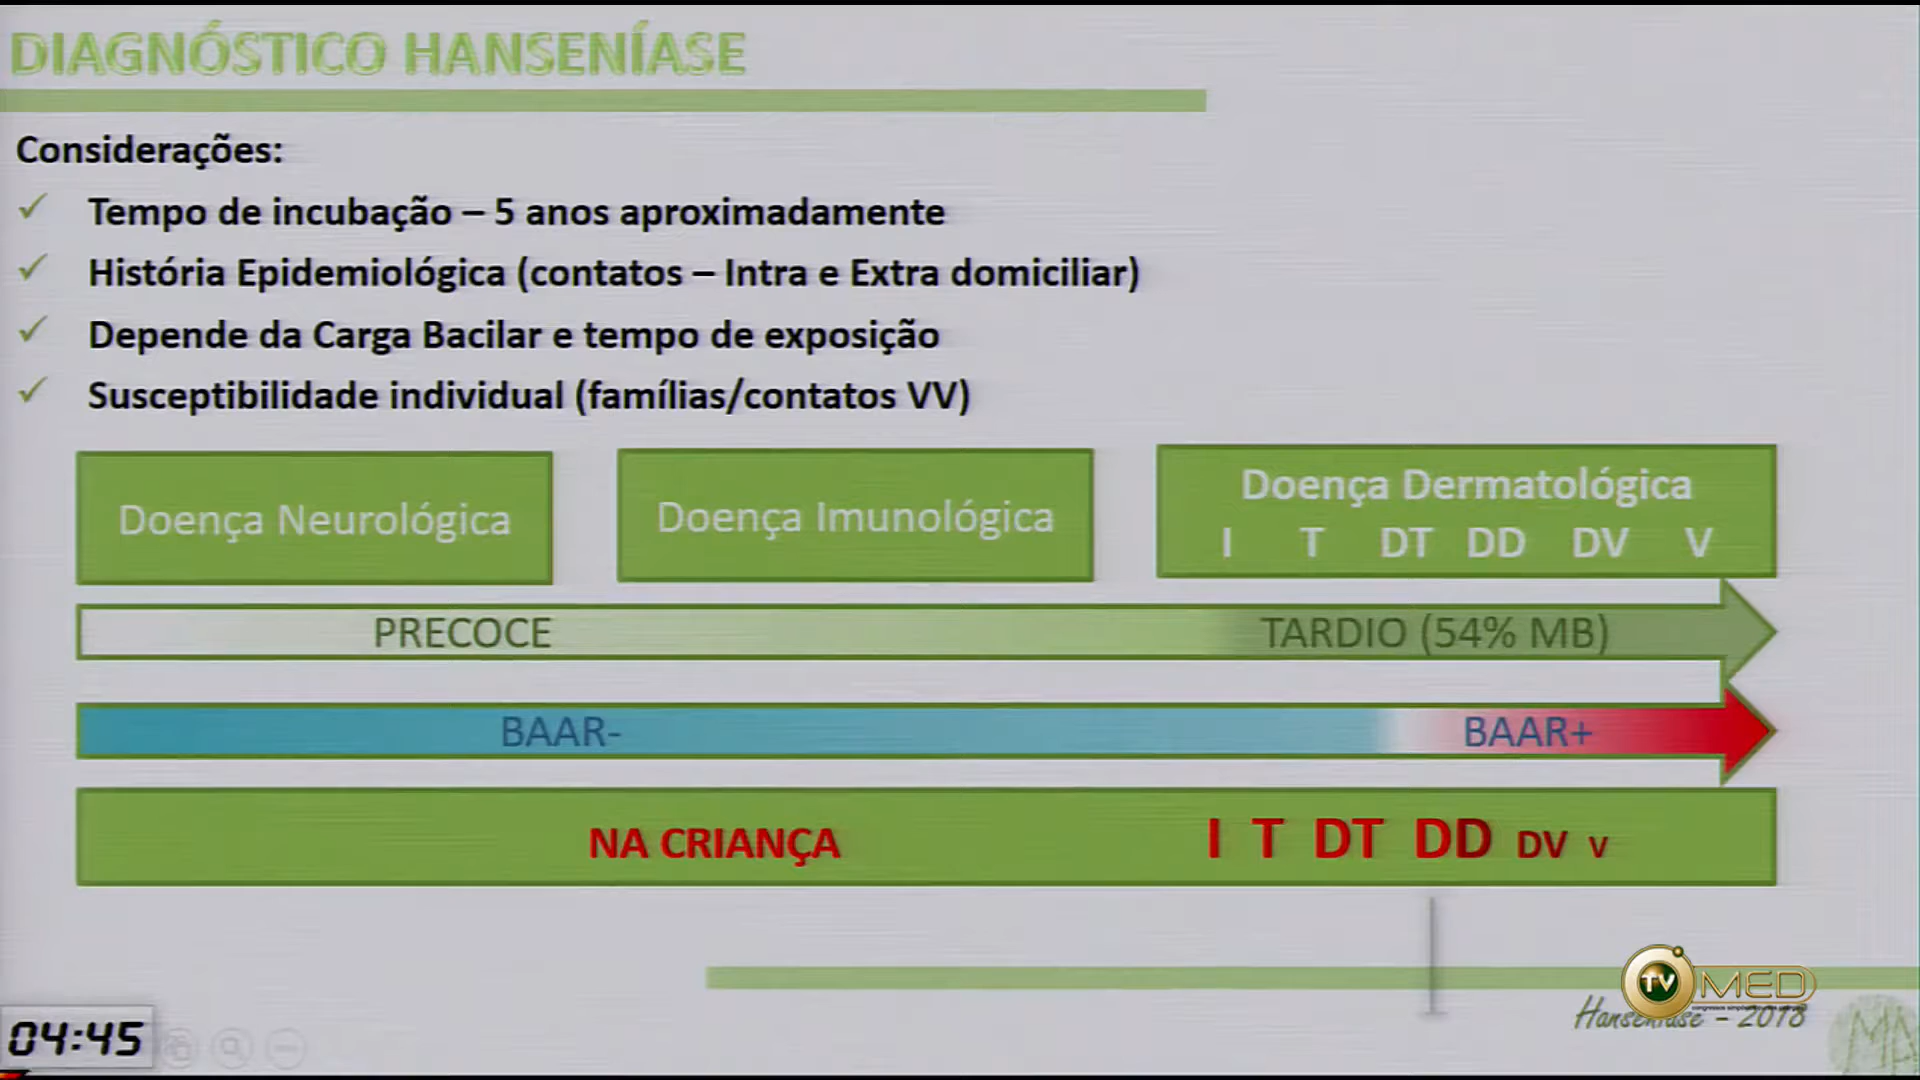 DIAGNÓSTICO HANSENÍASE
Considerações:
Tempo de incubação – 5 anos aproximadamente
História Epidemiológica (contatos – Intra e Extra domiciliar)
Depende da Carga Bacilar e tempo de exposição
Susceptibilidade individual (famílias/contatos VV)
Doença Neurológica
Doença Imunológica
Doença Dermatológica
I T DT DD DV V
PRECOCE
TARDIO (54% MB)
BAAR-
BAAR+
NA CRIANÇA
I T DT DD DV V
TV MED
Hanseníase - 2018
04:45